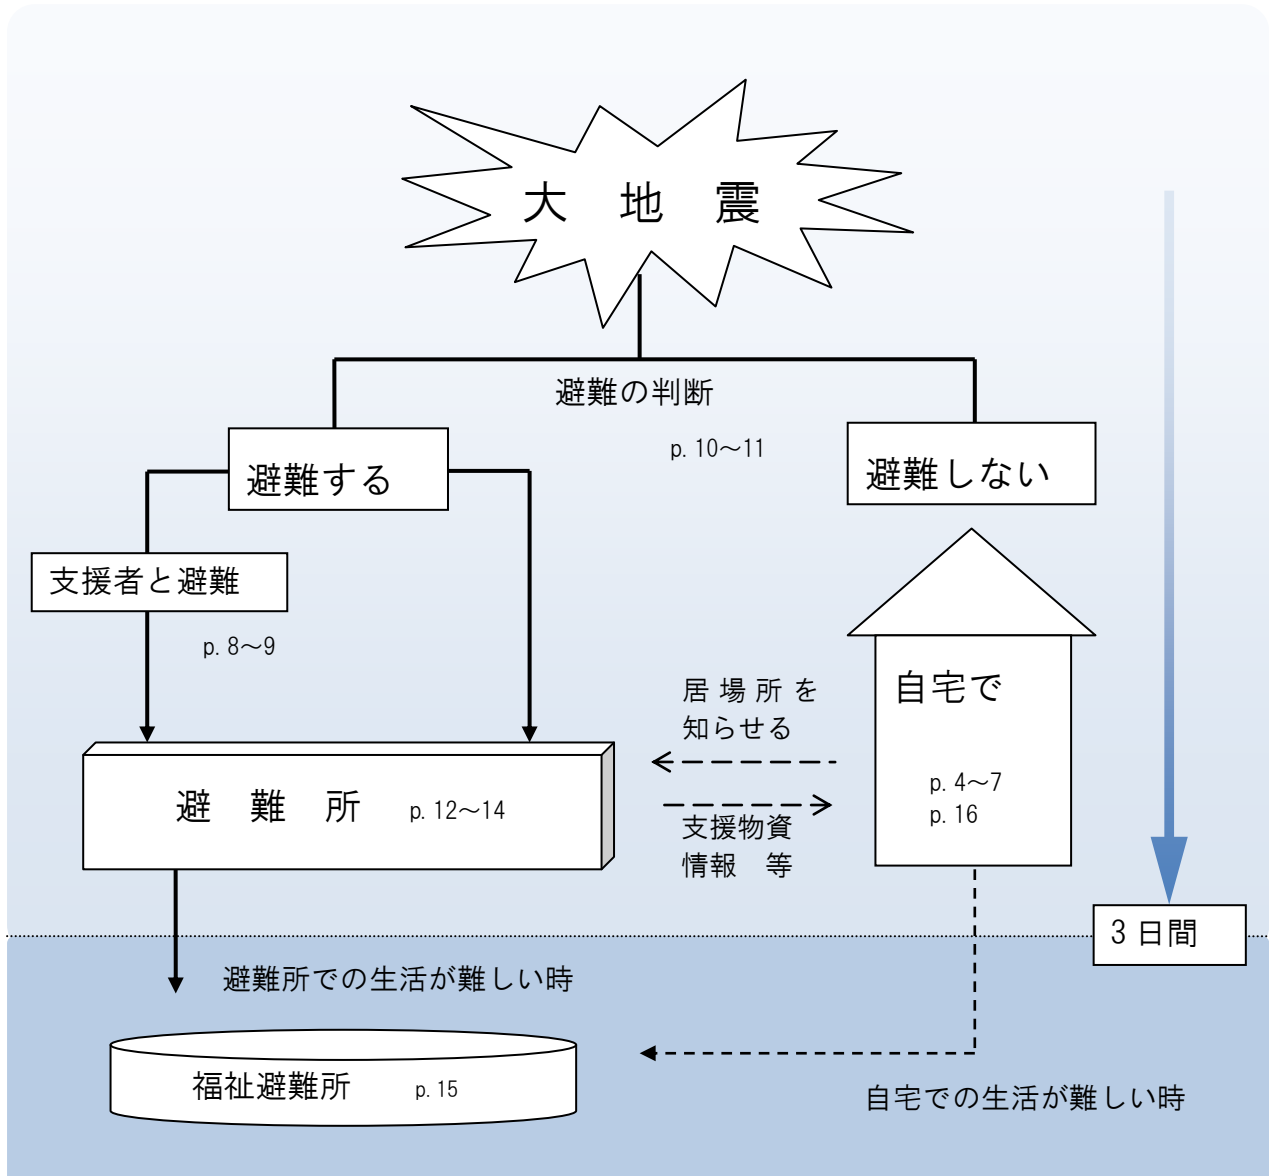 大　地　震
避難の判断
p. 10～11
避難する
避難しない
支援者と避難
p. 8～9
自宅で
p. 4～7
p. 16
居 場 所 を
知らせる
支援物資
情報　等
避　難　所　p. 12～14
3 日間
避難所での生活が難しい時
福祉避難所　p. 15
自宅での生活が難しい時